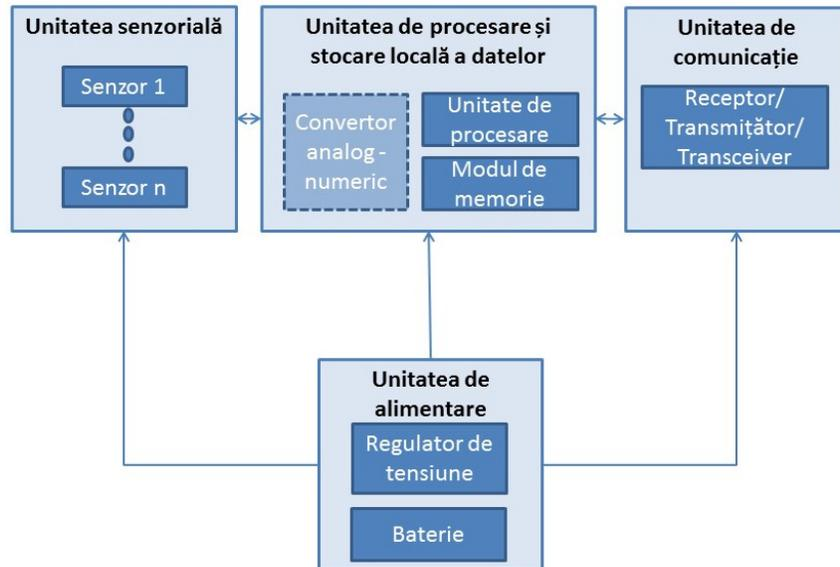 Unitatea senzorială
Senzor 1
Senzor n
Unitatea de procesare și
stocare locală a datelor
Convertor
analog -
numeric
Unitate de
procesare
Modul de
memorie
Unitatea de
comunicație
Receptor/
Transmițător/
Transceiver
Unitatea de
alimentare
Regulator de
tensiune
Baterie